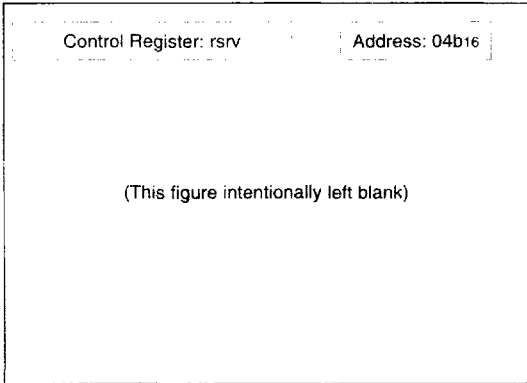 Control Register: rsrv Address: 04b16
(This figure intentionally left blank)